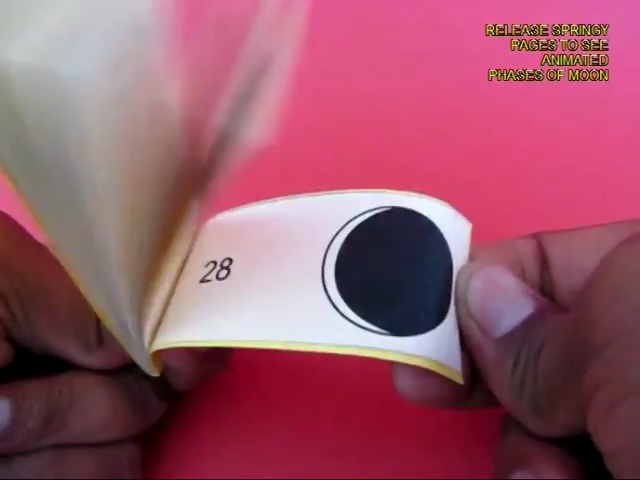 RELEASE SPRINGY
PAGES TO SEE
ANIMATED
PHASES OF MOON
28